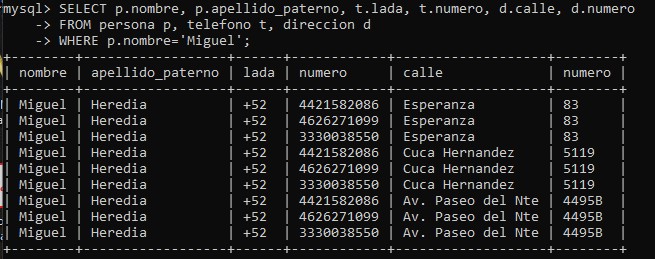 mysql> SELECT p.nombre, p.apellido_paterno, t.lada, t.numero, d.calle, d.numero
    -> FROM persona p, telefono t, direccion d
    -> WHERE p.nombre='Miguel';
+--------+------------------+------+------------+--------------------+--------+
| nombre | apellido_paterno | lada | numero     | calle              | numero |
+--------+------------------+------+------------+--------------------+--------+
| Miguel | Heredia          | +52  | 4421582086 | Esperanza          | 83     |
| Miguel | Heredia          | +52  | 4626271099 | Esperanza          | 83     |
| Miguel | Heredia          | +52  | 3330038550 | Esperanza          | 83     |
| Miguel | Heredia          | +52  | 4421582086 | Cuca Hernandez     | 5119   |
| Miguel | Heredia          | +52  | 4626271099 | Cuca Hernandez     | 5119   |
| Miguel | Heredia          | +52  | 3330038550 | Cuca Hernandez     | 5119   |
| Miguel | Heredia          | +52  | 4421582086 | Av. Paseo del Nte  | 4495B  |
| Miguel | Heredia          | +52  | 4626271099 | Av. Paseo del Nte  | 4495B  |
| Miguel | Heredia          | +52  | 3330038550 | Av. Paseo del Nte  | 4495B  |
+--------+------------------+------+------------+--------------------+--------+